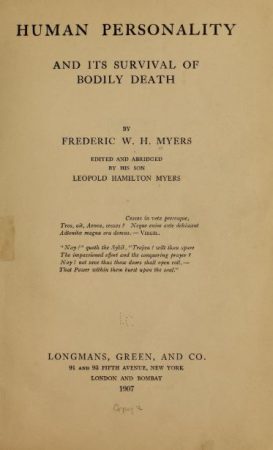 HUMAN PERSONALITY
AND ITS SURVIVAL OF
BODILY DEATH
BY
FREDERIC W. H. MYERS
EDITED AND ABRIDGED
BY HIS SON
LEOPOLD HAMILTON MYERS
Cessas in vota precesque,
Tros, ait, Aenea, cessas? Neque enim ante dehiscent
Adtonitæ magna ora domus.—VIRGIL.
"Nay!" quoth the Sybil, "Trojan! wilt thou spare
The impassioned effort and the conquering prayer?
Nay! not save thus those doors shall open roll,—
That Power within them burst upon the soul."
LONGMANS, GREEN, AND CO.
91 AND 93 FIFTH AVENUE, NEW YORK
LONDON AND BOMBAY
1907